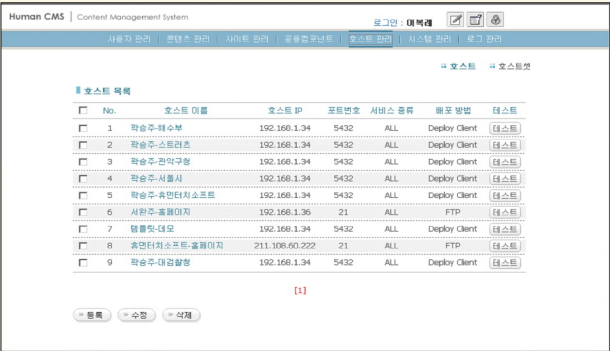 Human CMS | Content Management System
로그인 : 이복례
사용자 관리 | 콘텐츠 관리 | 사이트 관리 | 공용컴포넌트 | 호스트 관리 | 시스템 관리 | 로그 관리
호스트 호스트셋
호스트 목록
No. 호스트 이름 호스트 IP 포트번호 서비스 종류 배포 방법 테스트
1 곽승주-해수부 192.168.1.34 5432 ALL Deploy Client 테스트
2 곽승주-스트러츠 192.168.1.34 5432 ALL Deploy Client 테스트
3 곽승주-관악구청 192.168.1.34 5432 ALL Deploy Client 테스트
4 곽승주-서울시 192.168.1.34 5432 ALL Deploy Client 테스트
5 곽승주-휴먼터치소프트 192.168.1.34 5432 ALL Deploy Client 테스트
6 서완주-홈페이지 192.168.1.36 21 ALL FTP 테스트
7 템플릿-데모 192.168.1.34 5432 ALL Deploy Client 테스트
8 휴먼터치소프트-홈페이지 211.108.60.222 21 ALL FTP 테스트
9 곽승주-대검찰청 192.168.1.34 5432 ALL Deploy Client 테스트
[1]
등록 수정 삭제